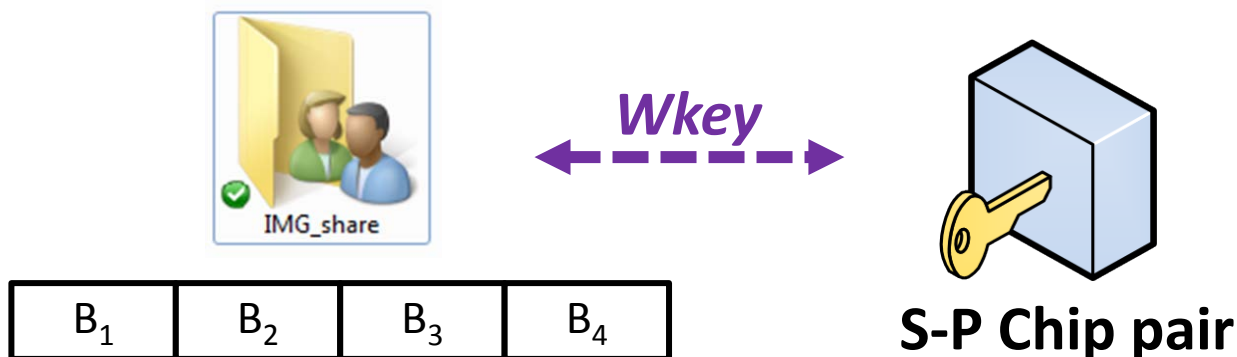 Wkey
IMG_share
B₁ B₂ B₃ B₄
S-P Chip pair